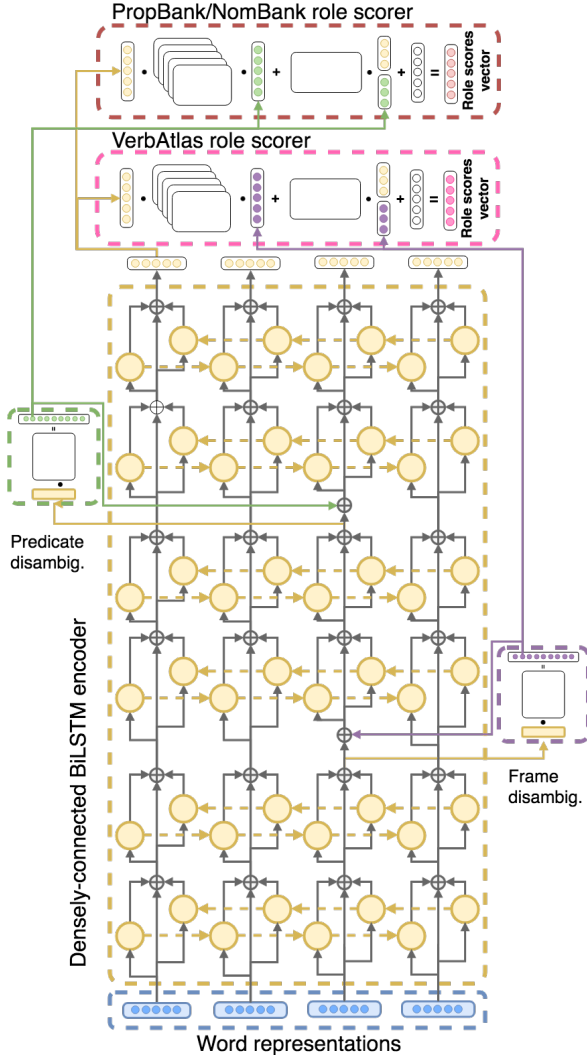 PropBank/NomBank role scorer
Role scores
vector
VerbAtlas role scorer
Role scores
vector
Predicate
disambig.
Densely-connected BiLSTM encoder
Frame
disambig.
Word representations